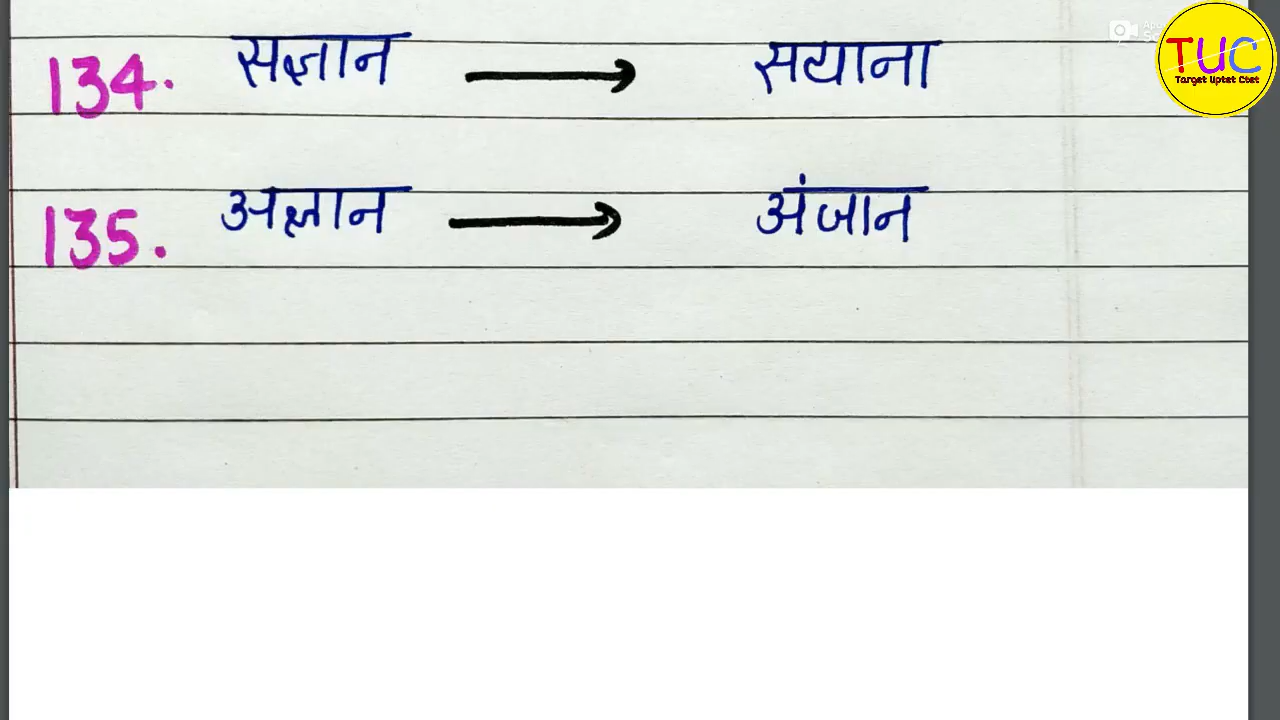 134. सज्ञान → सयाना
135. अज्ञान → अंजान
TUC
Target Uptet Ctet